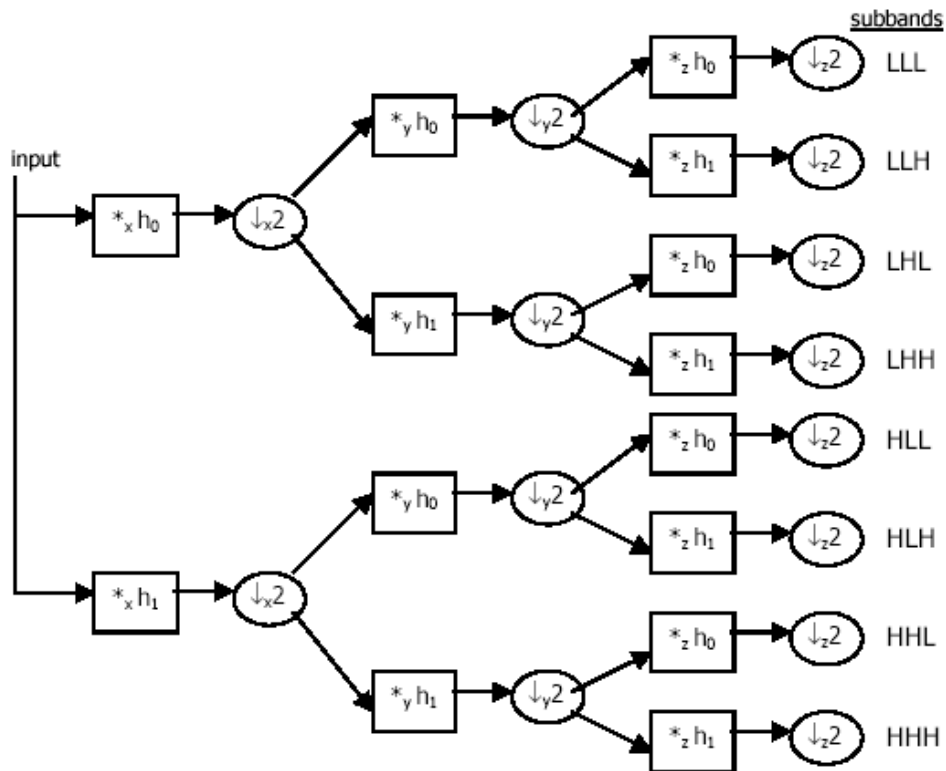 subbands
*z h0 ↓z2 LLL
*y h0 ↓y2
input *z h1 ↓z2 LLH
*x h0 ↓x2
*z h0 ↓z2 LHL
*y h1 ↓y2
*z h1 ↓z2 LHH
*z h0 ↓z2 HLL
*y h0 ↓y2
*z h1 ↓z2 HLH
*x h1 ↓x2
*z h0 ↓z2 HHL
*y h1 ↓y2
*z h1 ↓z2 HHH